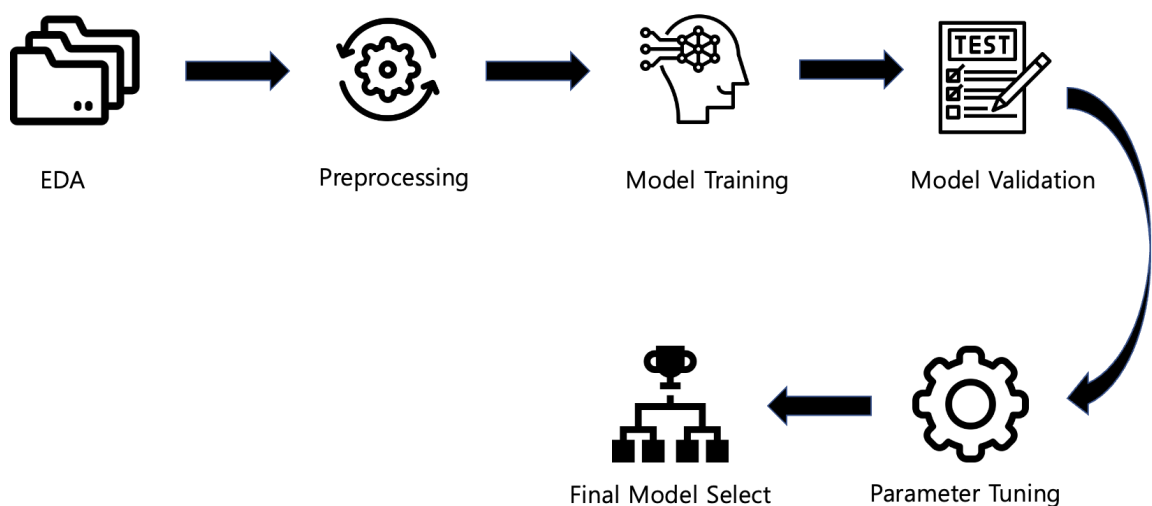 TEST
EDA
Preprocessing
Model Training
Model Validation
Final Model Select
Parameter Tuning